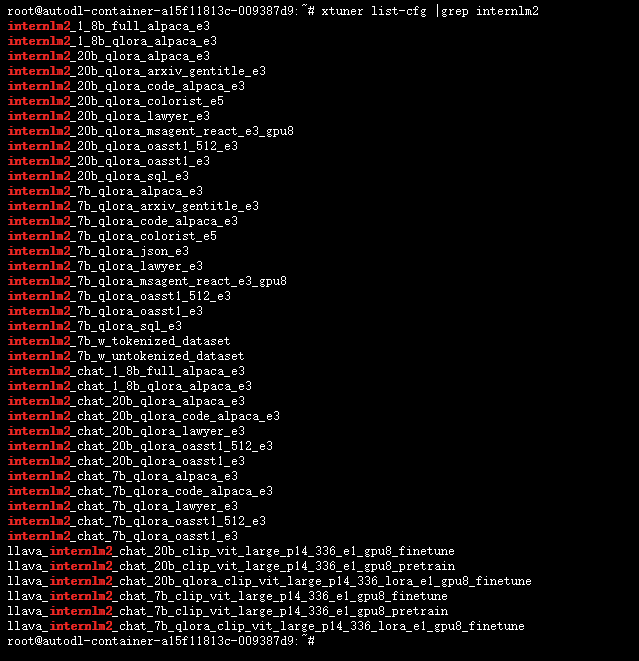 root@autodl-container-a15f11813c-009387d9:~# xtuner list-cfg |grep internlm2
internlm2_1_8b_full_alpaca_e3
internlm2_1_8b_qlora_alpaca_e3
internlm2_20b_qlora_alpaca_e3
internlm2_20b_qlora_arxiv_gentitle_e3
internlm2_20b_qlora_code_alpaca_e3
internlm2_20b_qlora_colorist_e5
internlm2_20b_qlora_lawyer_e3
internlm2_20b_qlora_msagent_react_e3_gpu8
internlm2_20b_qlora_oasst1_512_e3
internlm2_20b_qlora_oasst1_e3
internlm2_20b_qlora_sql_e3
internlm2_7b_qlora_alpaca_e3
internlm2_7b_qlora_arxiv_gentitle_e3
internlm2_7b_qlora_code_alpaca_e3
internlm2_7b_qlora_colorist_e5
internlm2_7b_qlora_json_e3
internlm2_7b_qlora_lawyer_e3
internlm2_7b_qlora_msagent_react_e3_gpu8
internlm2_7b_qlora_oasst1_512_e3
internlm2_7b_qlora_oasst1_e3
internlm2_7b_qlora_sql_e3
internlm2_7b_w_tokenized_dataset
internlm2_7b_w_untokenized_dataset
internlm2_chat_1_8b_full_alpaca_e3
internlm2_chat_1_8b_qlora_alpaca_e3
internlm2_chat_20b_qlora_alpaca_e3
internlm2_chat_20b_qlora_code_alpaca_e3
internlm2_chat_20b_qlora_lawyer_e3
internlm2_chat_20b_qlora_oasst1_512_e3
internlm2_chat_20b_qlora_oasst1_e3
internlm2_chat_7b_qlora_alpaca_e3
internlm2_chat_7b_qlora_code_alpaca_e3
internlm2_chat_7b_qlora_lawyer_e3
internlm2_chat_7b_qlora_oasst1_512_e3
internlm2_chat_7b_qlora_oasst1_e3
llava_internlm2_chat_20b_clip_vit_large_p14_336_e1_gpu8_finetune
llava_internlm2_chat_20b_clip_vit_large_p14_336_e1_gpu8_pretrain
llava_internlm2_chat_20b_qlora_clip_vit_large_p14_336_lora_e1_gpu8_finetune
llava_internlm2_chat_7b_clip_vit_large_p14_336_e1_gpu8_finetune
llava_internlm2_chat_7b_clip_vit_large_p14_336_e1_gpu8_pretrain
llava_internlm2_chat_7b_qlora_clip_vit_large_p14_336_lora_e1_gpu8_finetune
root@autodl-container-a15f11813c-009387d9:~#